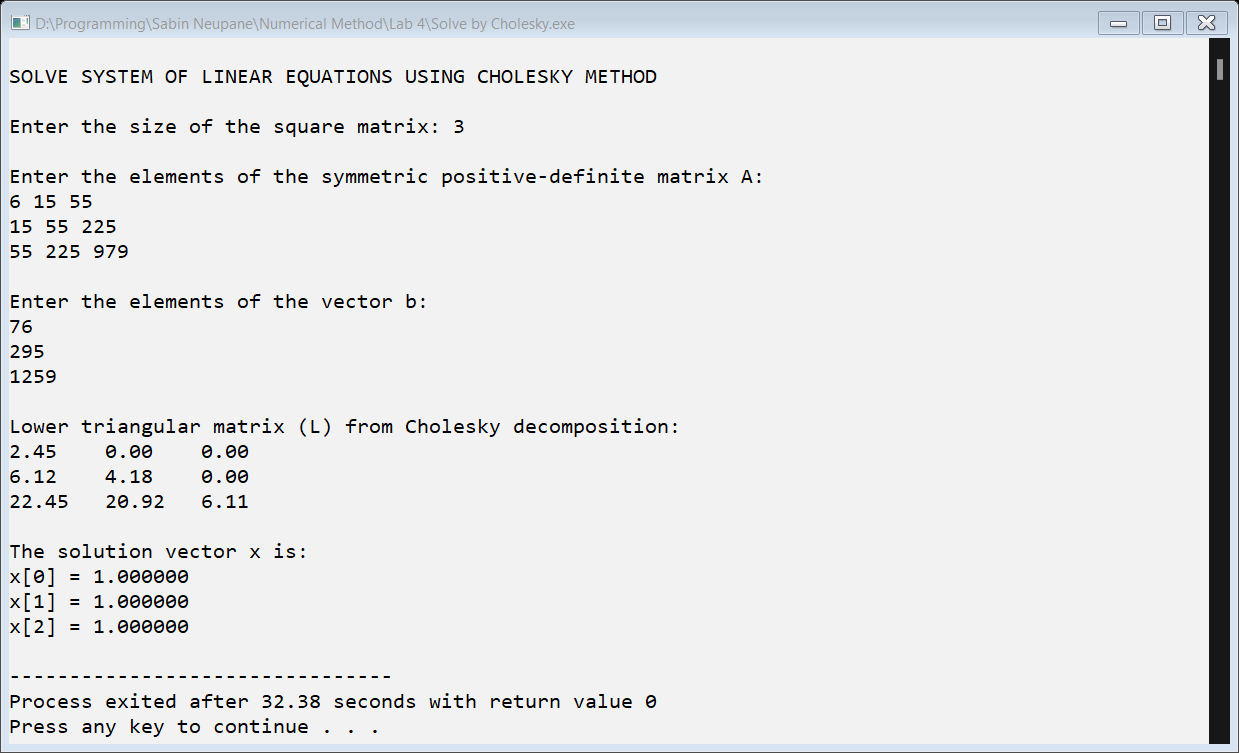 D:\Programming\Sabin Neupane\Numerical Method\Lab 4\Solve by Cholesky.exe
SOLVE SYSTEM OF LINEAR EQUATIONS USING CHOLESKY METHOD
Enter the size of the square matrix: 3
Enter the elements of the symmetric positive-definite matrix A:
6 15 55
15 55 225
55 225 979
Enter the elements of the vector b:
76
295
1259
Lower triangular matrix (L) from Cholesky decomposition:
2.45    0.00    0.00
6.12    4.18    0.00
22.45   20.92   6.11
The solution vector x is:
x[0] = 1.000000
x[1] = 1.000000
x[2] = 1.000000
--------------------------------
Process exited after 32.38 seconds with return value 0
Press any key to continue . . .